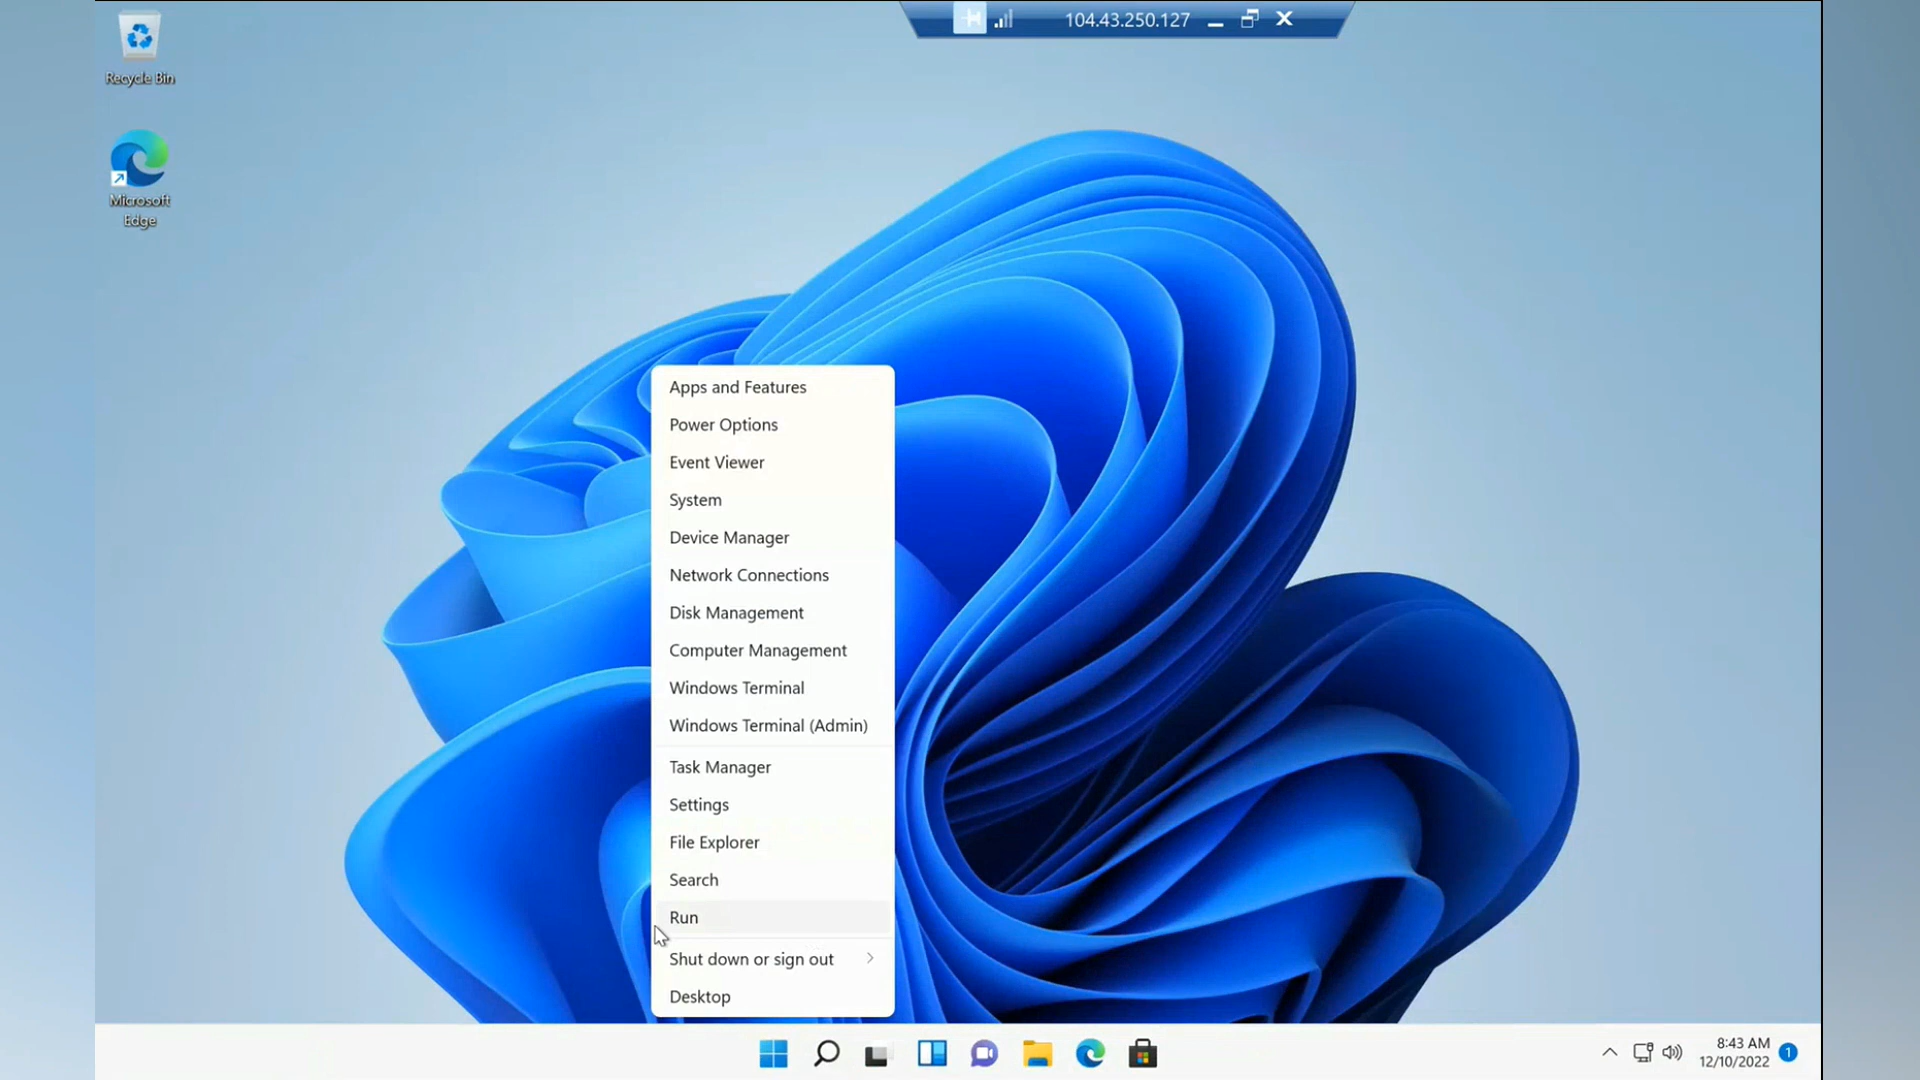 104.43.250.127
Recycle Bin
Microsoft
Edge
Apps and Features
Power Options
Event Viewer
System
Device Manager
Network Connections
Disk Management
Computer Management
Windows Terminal
Windows Terminal (Admin)
Task Manager
Settings
File Explorer
Search
Run
Shut down or sign out
Desktop
8:43 AM
12/10/2022
1